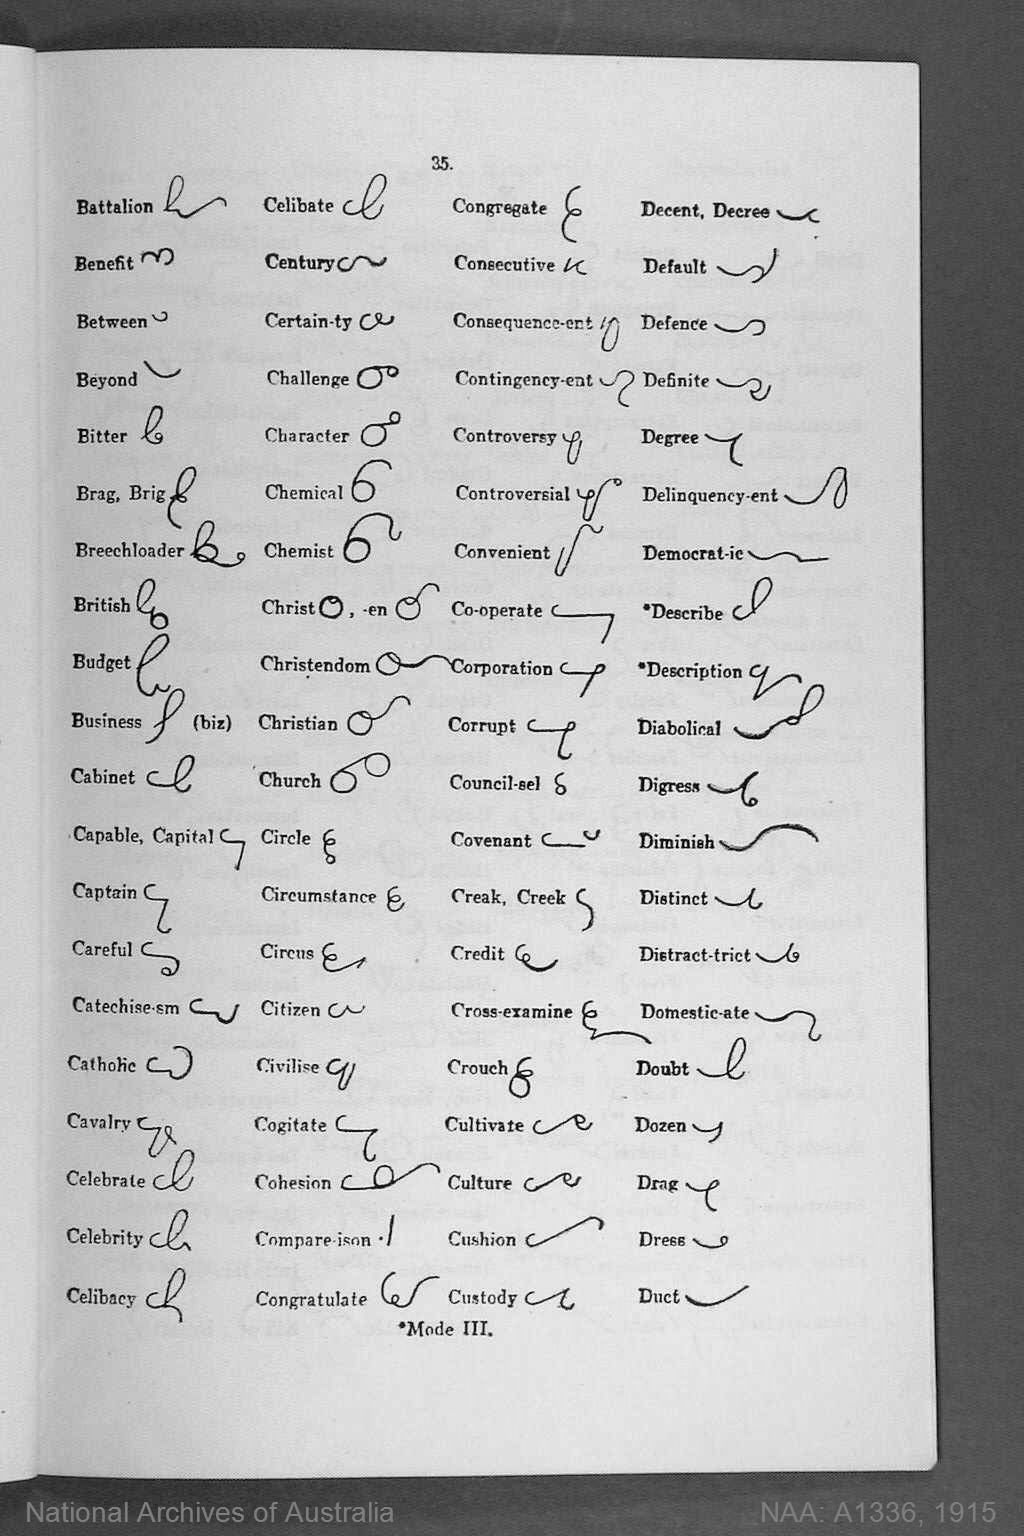 35.
Battalion Celibate Congregate Decent, Decree
Benefit Century Consecutive Default
Between Certain-ty Consequence-ent Defence
Beyond Challenge Contingency-ent Definite
Bitter Character Controversy Degree
Brag, Brig Chemical Controversial Delinquency-ent
Breechloader Chemist Convenient Democrat-ic
British Christ , -en Co-operate *Describe
Budget Christendom Corporation *Description
Business (biz) Christian Corrupt Diabolical
Cabinet Church Council-sel Digress
Capable, Capital Circle Covenant Diminish
Captain Circumstance Creak, Creek Distinct
Careful Circus Credit Distract-trict
Catechise-sm Citizen Cross-examine Domestic-ate
Catholic Civilise Crouch Doubt
Cavalry Cogitate Cultivate Dozen
Celebrate Cohesion Culture Drag
Celebrity Compare-ison Cushion Dress
Celibacy Congratulate Custody Duct
*Mode III.
National Archives of Australia NAA: A1336, 1915